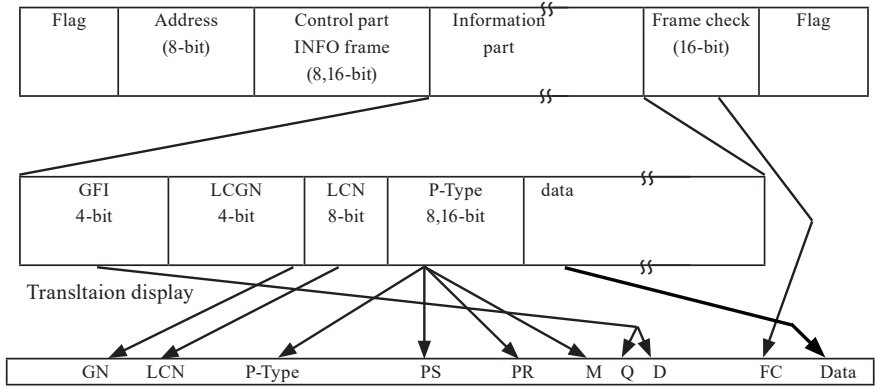 Flag Address Control part Information Frame check Flag
(8-bit) INFO frame part (16-bit)
(8,16-bit)
GFI LCGN LCN P-Type data
4-bit 4-bit 8-bit 8,16-bit
Transltaion display
GN LCN P-Type PS PR M Q D FC Data